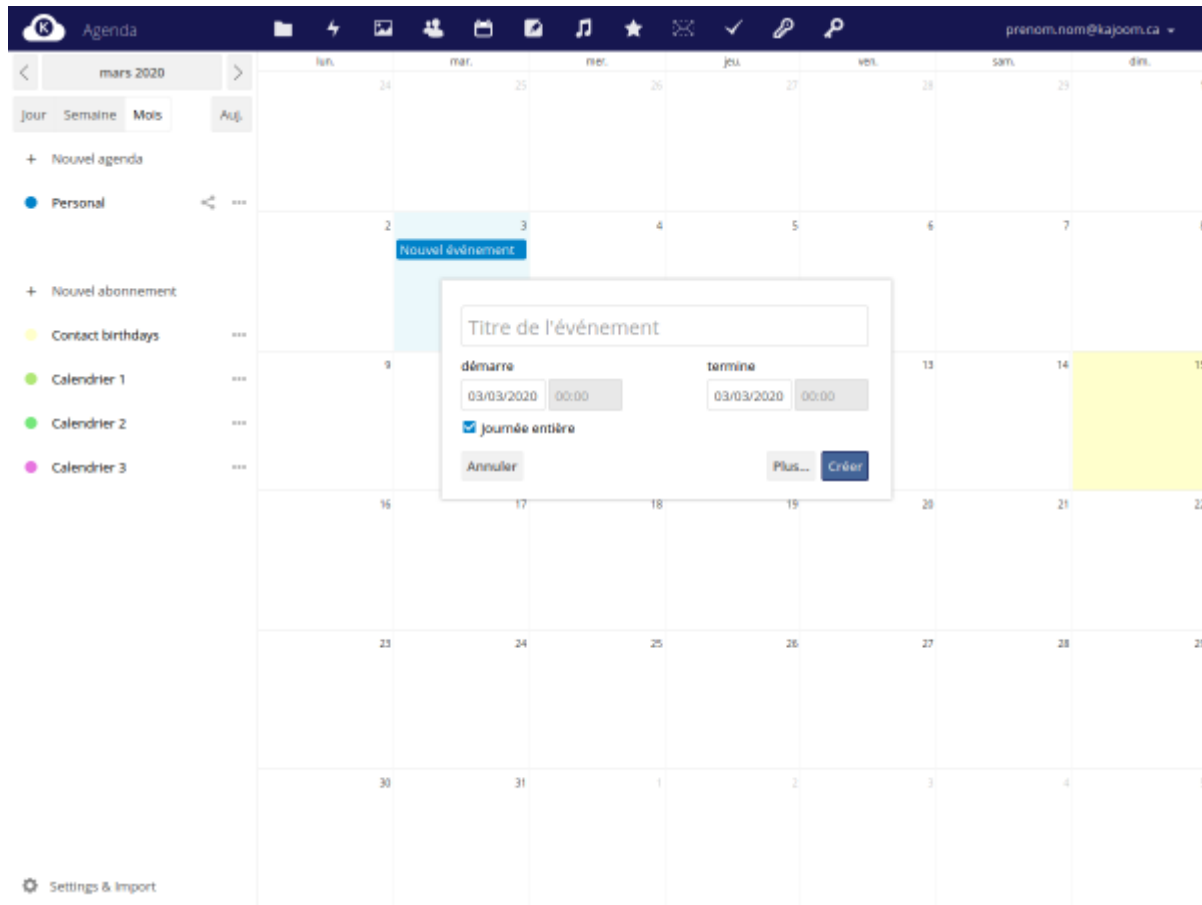 K Agenda prenom.nom@kajoom.ca
mars 2020
lun. mar. mer. jeu. ven. sam. dim.
24 25 26 27 28 29
Jour Semaine Mois Auj.
+ Nouvel agenda
Personal
2 3 4 5 6 7
Nouvel événement
+ Nouvel abonnement
Contact birthdays
Calendrier 1
Calendrier 2
Calendrier 3
Titre de l'événement
démarre termine
03/03/2020 00:00 03/03/2020 00:00
Journée entière
Annuler Plus... Créer
9 13 14
16 17 18 19 20 21
23 24 25 26 27 28
30 31 1 2 3 4
Settings & Import